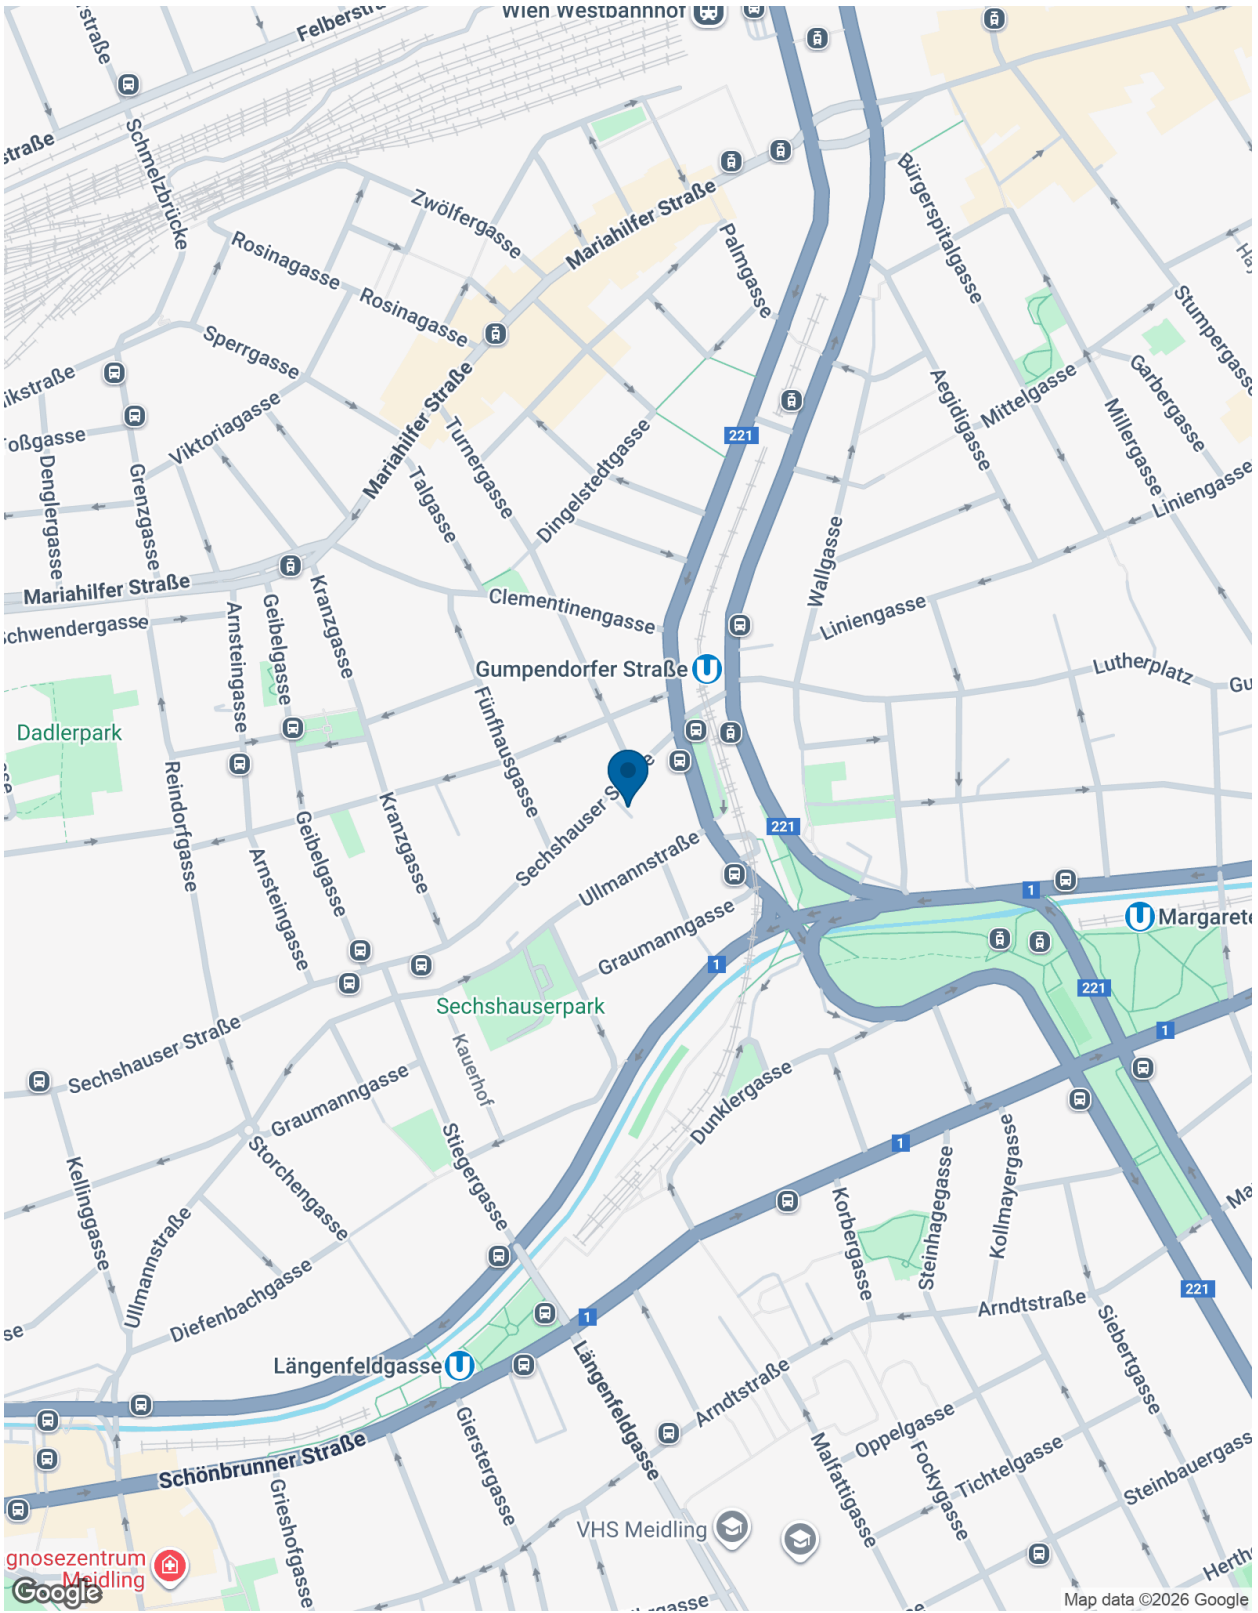 Wien Westbahnhof
Felberstra
straße
Schmelzbrücke
Zwölfergasse
Mariahilfer Straße
Bürgerspitalgasse
Rosinagasse
Rosinagasse
Palmgasse
Stumpergasse
Sperrgasse
ikstraße
Garbergasse
Mariahilfer Straße
Aegidigasse
Mittelgasse
Millergasse
Viktoriagasse
221
oßgasse
Denglergasse
Grenzgasse
Turnergasse
Talgasse
Dingelstedtgasse
Liniengasse
Wallgasse
Mariahilfer Straße
Kranzgasse
Clementinengasse
Liniengasse
Schwendergasse
Arnsteingasse
Geibelgasse
Gumpendorfer Straße
Lutherplatz
Gu
Dadlerpark
Fünfhausgasse
Reindorfgasse
Kranzgasse
Geibelgasse
Sechshauser S
e
221
Arnsteingasse
Ullmannstraße
1
Margarete
Graumanngasse
1
221
Sechshauserpark
Sechshauser Straße
Kauerhof
1
Graumanngasse
Dunklergasse
Stiegergasse
Storchengasse
1
Kellinggasse
Ullmannstraße
Korbergasse
Steinhagegasse
Kollmayergasse
Ma
Diefenbachgasse
221
se
Arndtstraße
Siebertgasse
1
Längenfeldgasse
Längenfeldgasse
Arndtstraße
Gierstergasse
Malfattigasse
Oppelgasse
Fockygasse
Schönbrunner Straße
Tichtelgasse
Steinbauergass
Grieshofgasse
VHS Meidling
gnosezentrum
Meidling
Herthe
Google
Map data ©2026 Google